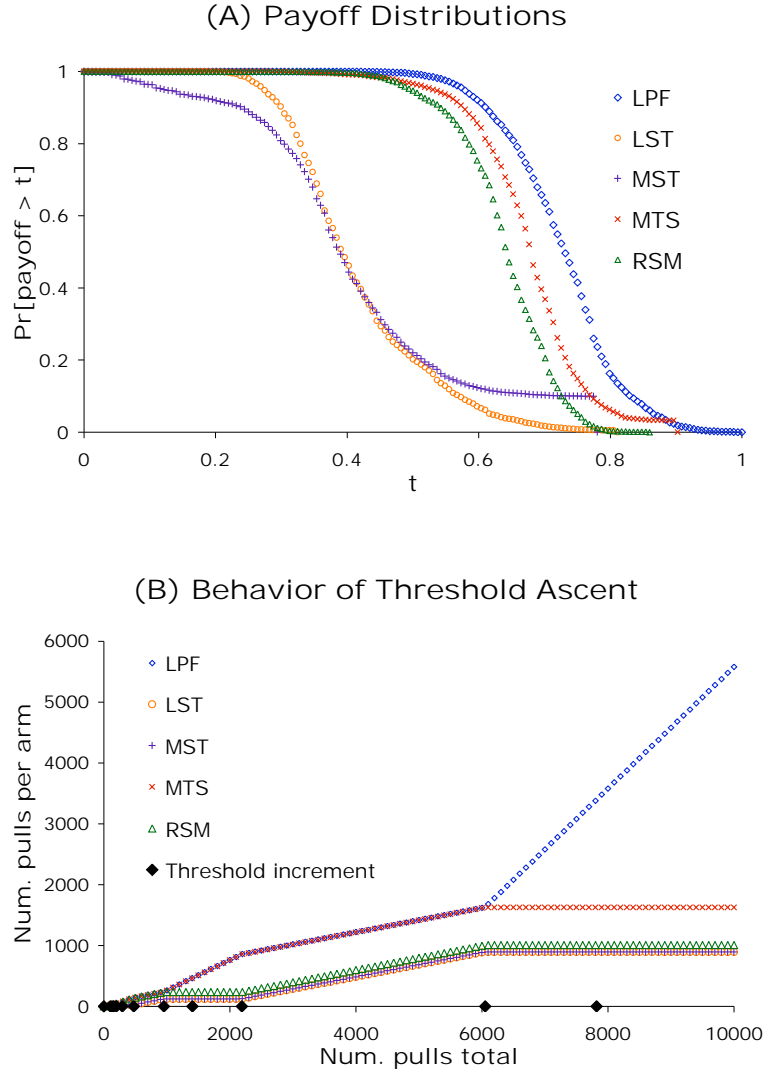 (A) Payoff Distributions
Pr[payoff > t]
1
0.8
0.6
0.4
0.2
0
0 0.2 0.4 0.6 0.8 1
t
LPF
LST
MST
MTS
RSM
(B) Behavior of Threshold Ascent
Num. pulls per arm
6000
5000
4000
3000
2000
1000
0
0 2000 4000 6000 8000 10000
Num. pulls total
LPF
LST
MST
MTS
RSM
Threshold increment